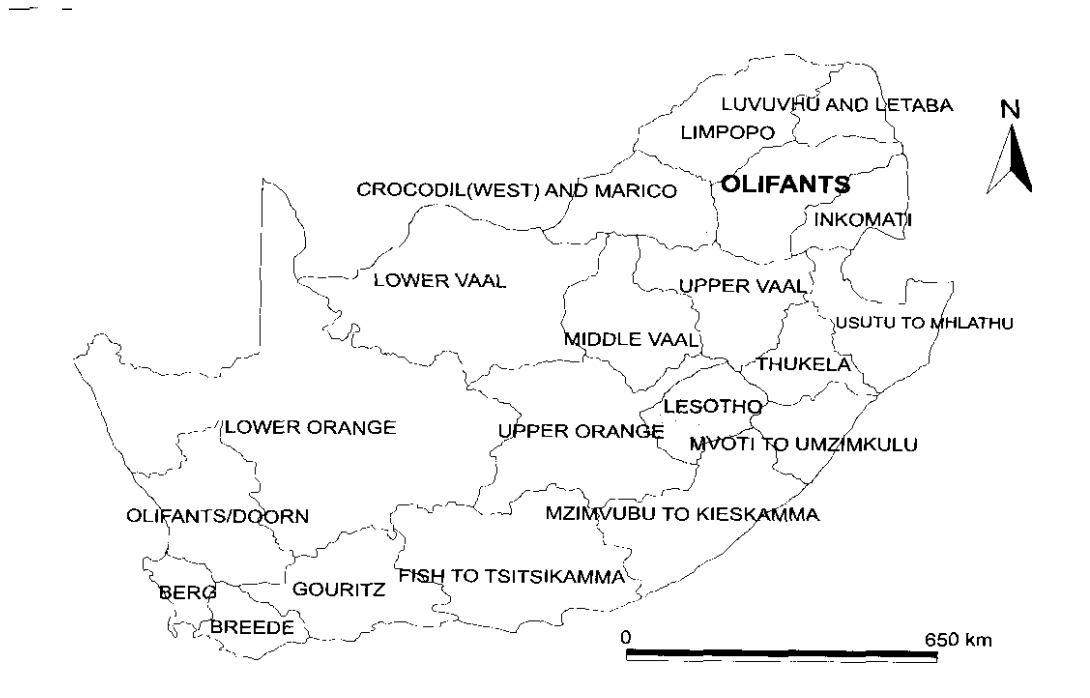 LUVUVHU AND LETABA
N
LIMPOPO
CROCODIL(WEST) AND MARICO
OLIFANTS
INKOMATI
LOWER VAAL
UPPER VAAL
USUTU TO MHLATHU
MIDDLE VAAL
THUKELA
LESOTHO
LOWER ORANGE
UPPER ORANGE
MVOTI TO UMZIMKULU
OLIFANTS/DOORN
MZIMVUBU TO KIESKAMMA
FISH TO TSITSIKAMMA
BERG
GOURITZ
BREEDE
0
650 km